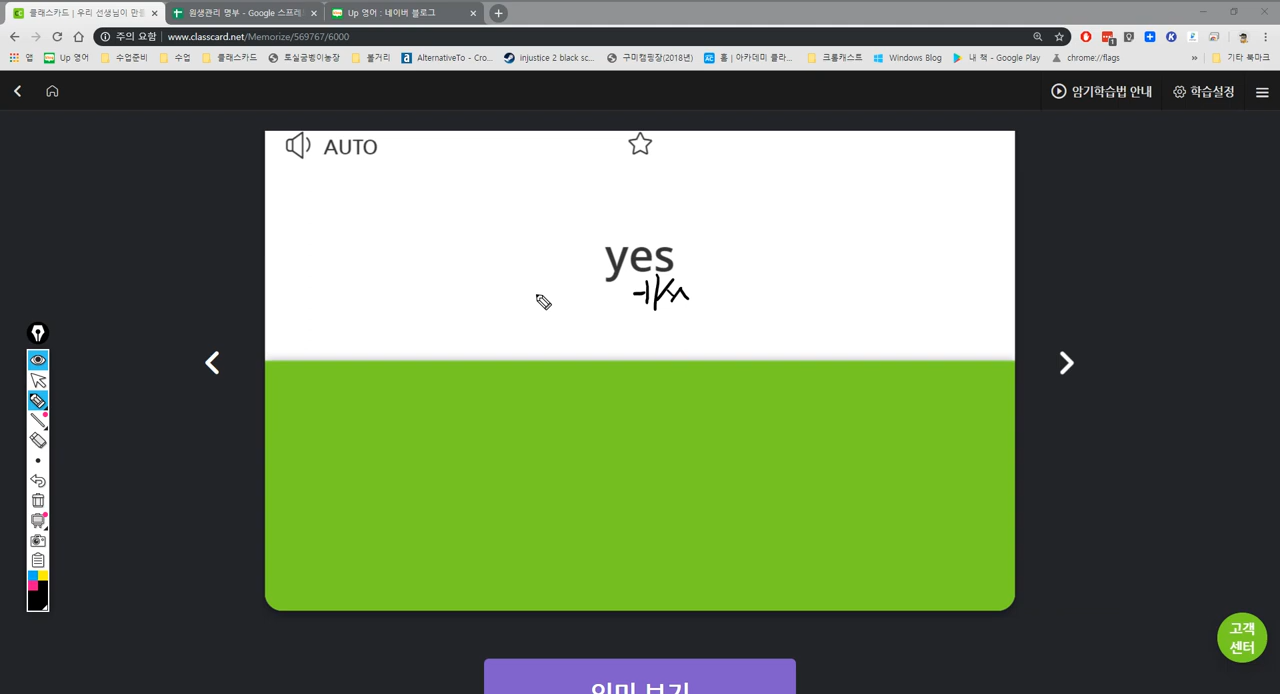 클래스카드 | 우리 선생님이 만든
원생관리 명부 - Google 스프레
Up 영어 : 네이버 블로그
주의 요함 | www.classcard.net/Memorize/569767/6000
앱 Up 영어 수업준비 수업 클래스카드 토실공병이농장 볼거리 AlternativeTo - Cro... Injustice 2 black sc... 구미캠핑장(2018년) 홈 | 아카데미 클라... 크롬캐스트 Windows Blog 내 책 - Google Play chrome://flags » 기타 북마크
암기학습법 안내 학습설정
AUTO
yes
의미 보기
고객
센터